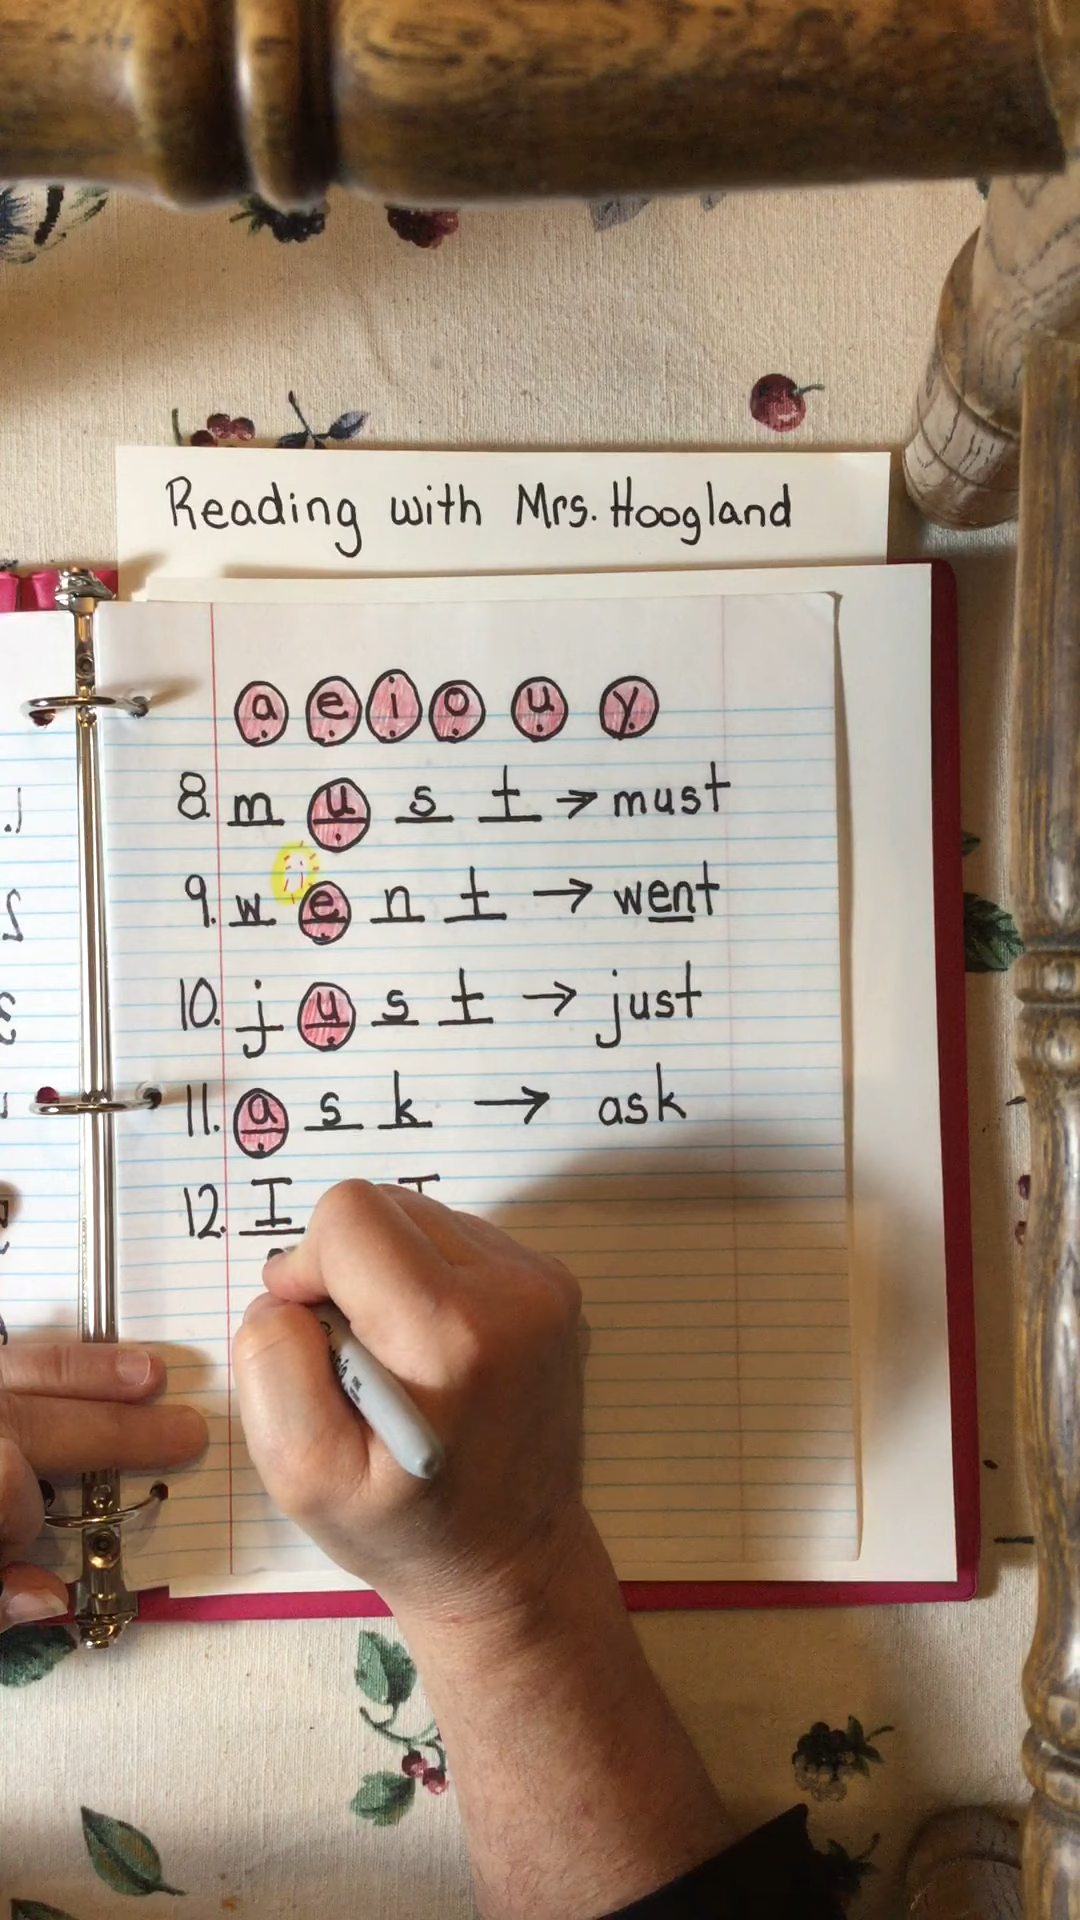 Reading with Mrs. Hoogland
a e i o u y
8. m u s t → must
9. w e n t → went
10. j u s t → just
11. a s k → ask
12. I I